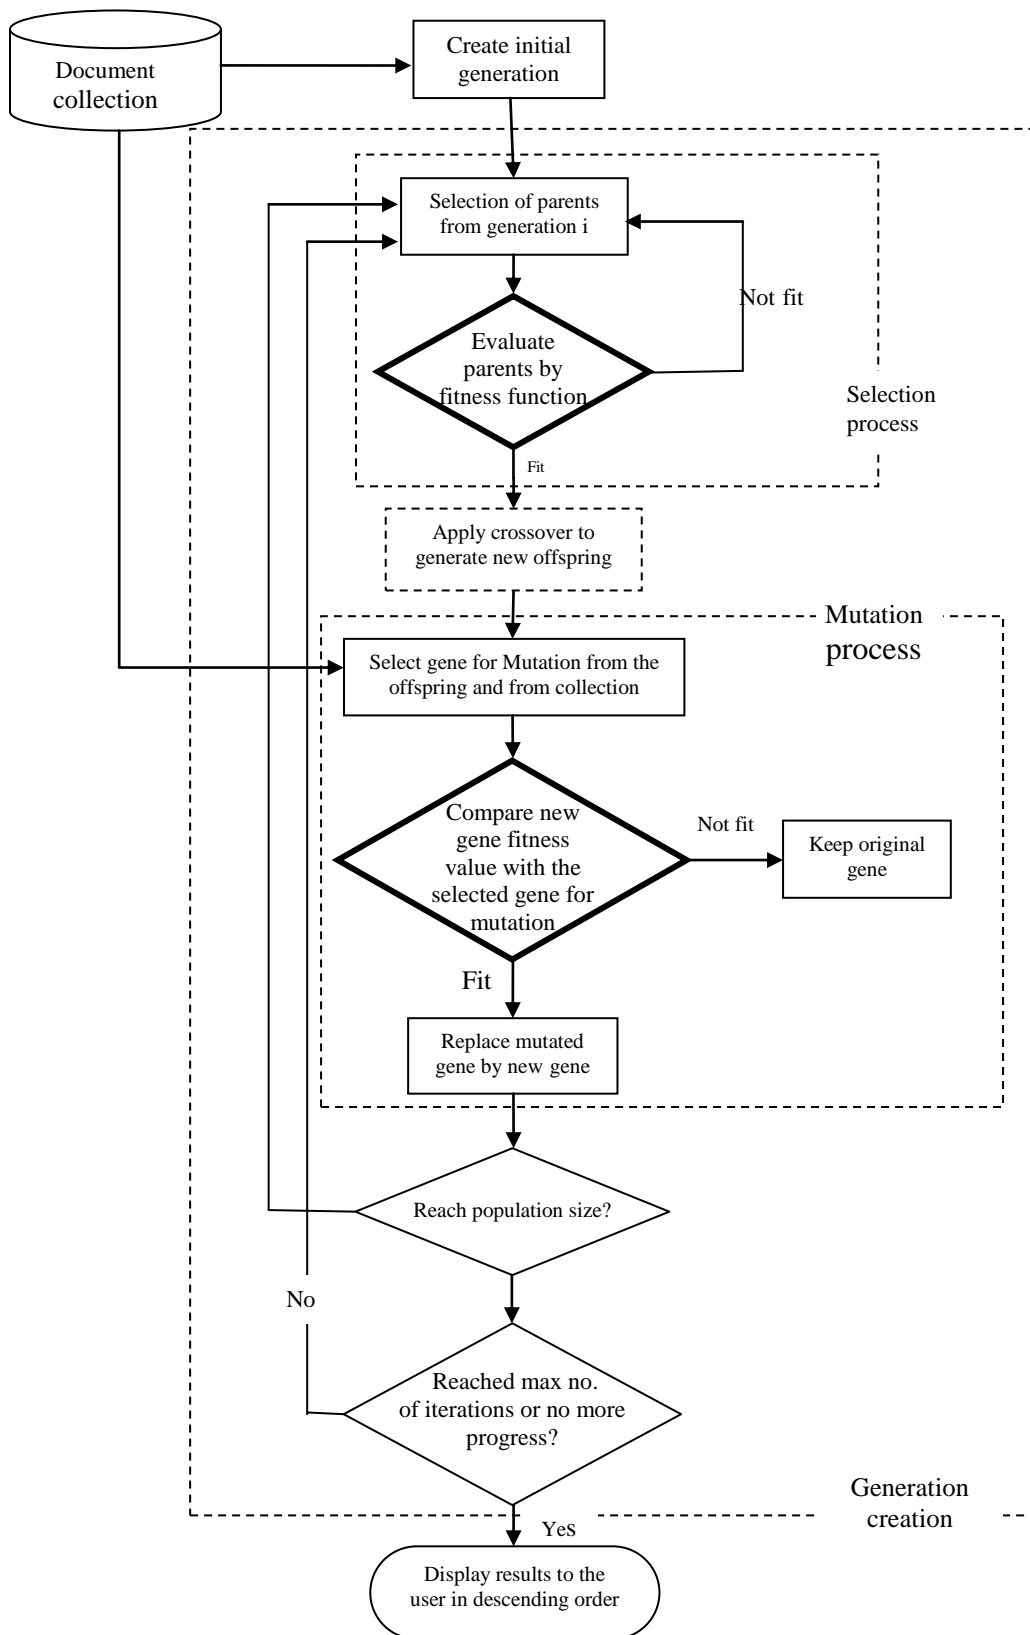 Document
collection
Create initial
generation
Selection of parents
from generation i
Not fit
Evaluate
parents by
fitness function
Selection
process
Fit
Apply crossover to
generate new offspring
Mutation
process
Select gene for Mutation from the
offspring and from collection
Compare new
gene fitness
value with the
selected gene for
mutation
Not fit
Keep original
gene
Fit
Replace mutated
gene by new gene
Reach population size?
No
Reached max no.
of iterations or no more
progress?
Generation
creation
Yes
Display results to the
user in descending order